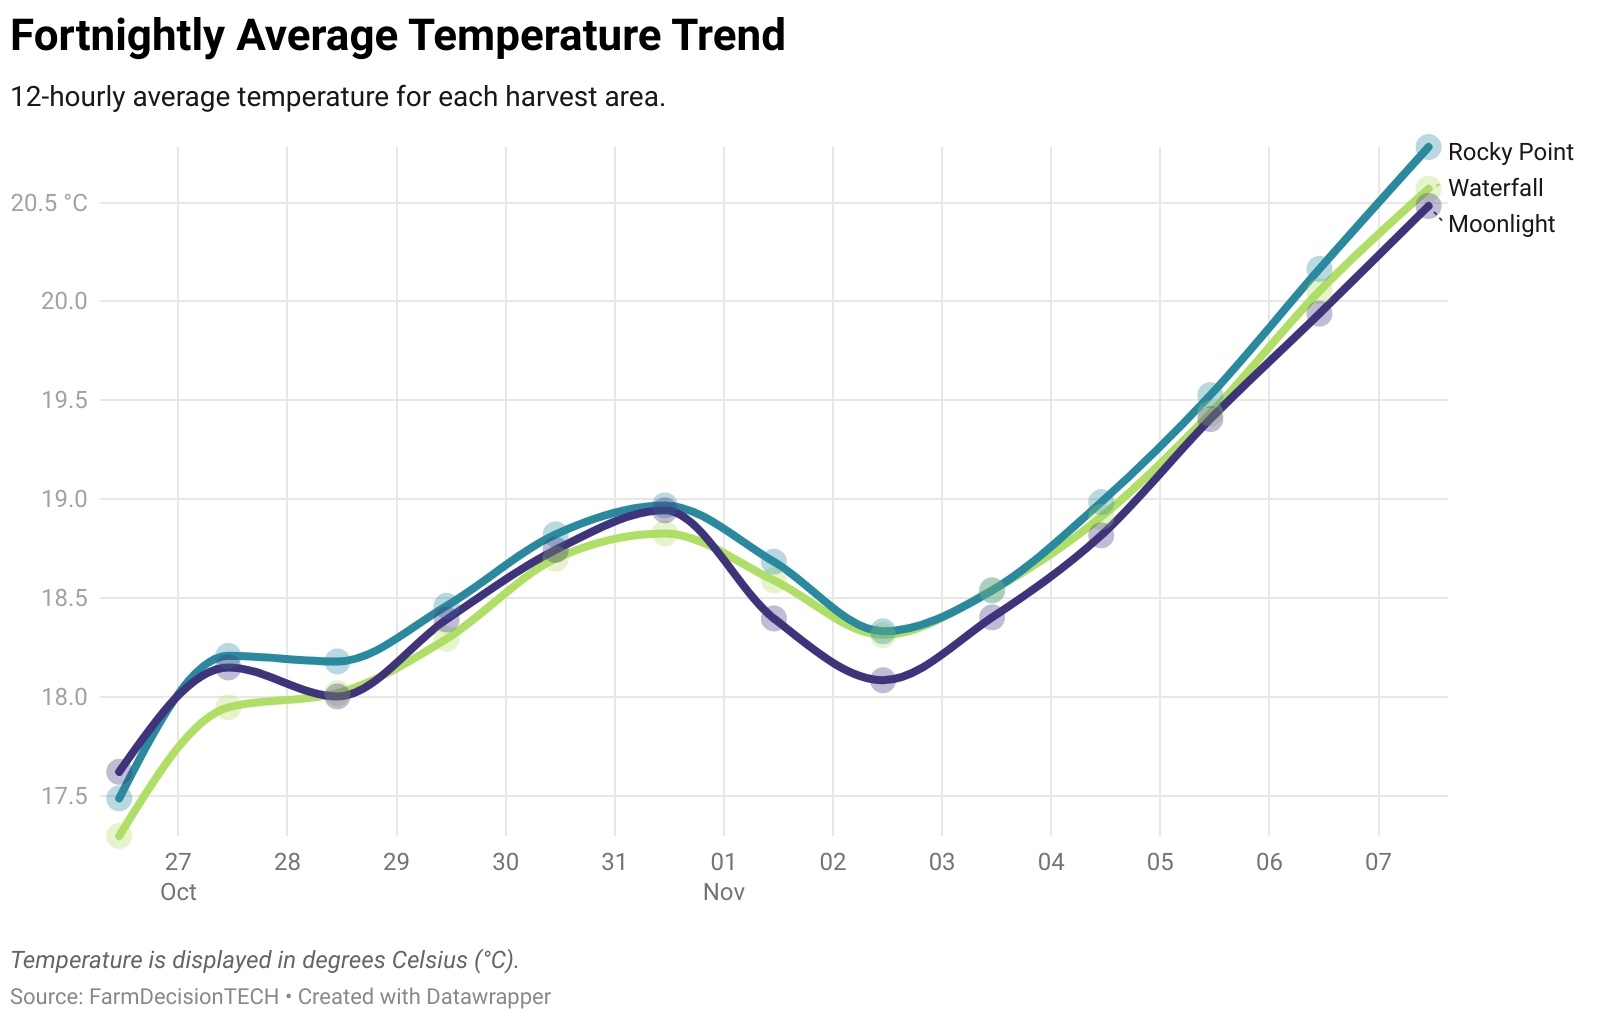 Fortnightly Average Temperature Trend
12-hourly average temperature for each harvest area.
Rocky Point
Waterfall
Moonlight
20.5 °C
20.0
19.5
19.0
18.5
18.0
17.5
27 28 29 30 31 01 02 03 04 05 06 07
Oct Nov
Temperature is displayed in degrees Celsius (°C).
Source: FarmDecisionTECH • Created with Datawrapper